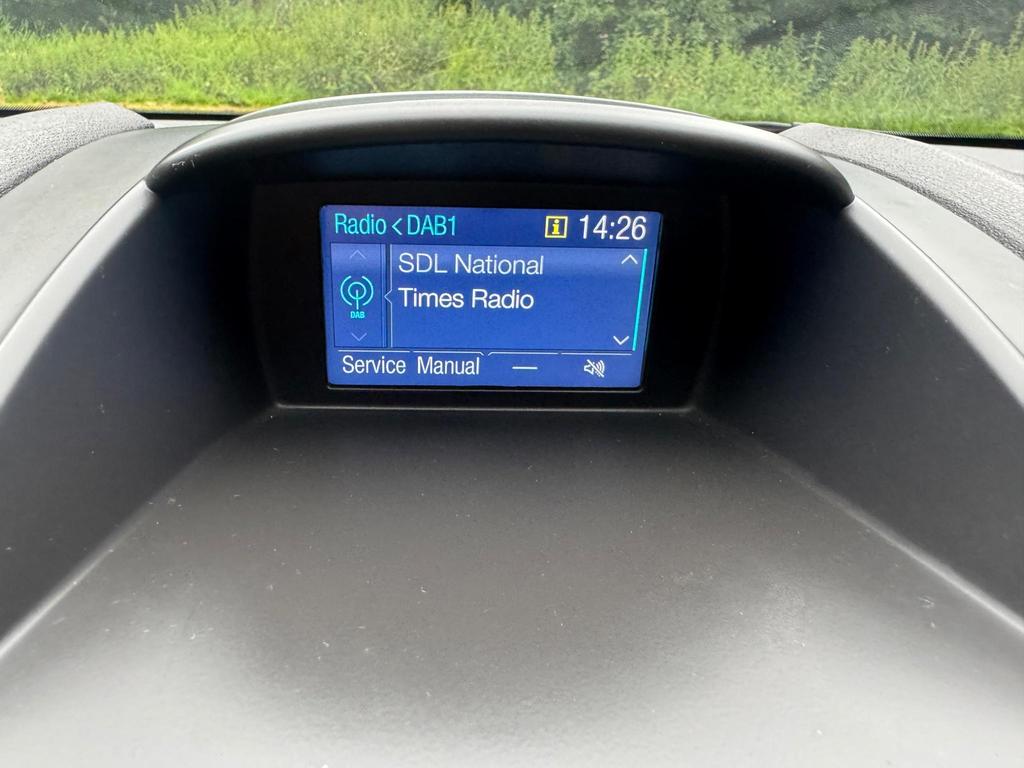 Radio < DAB1 i 14:26
SDL National
Times Radio
DAB
Service Manual —